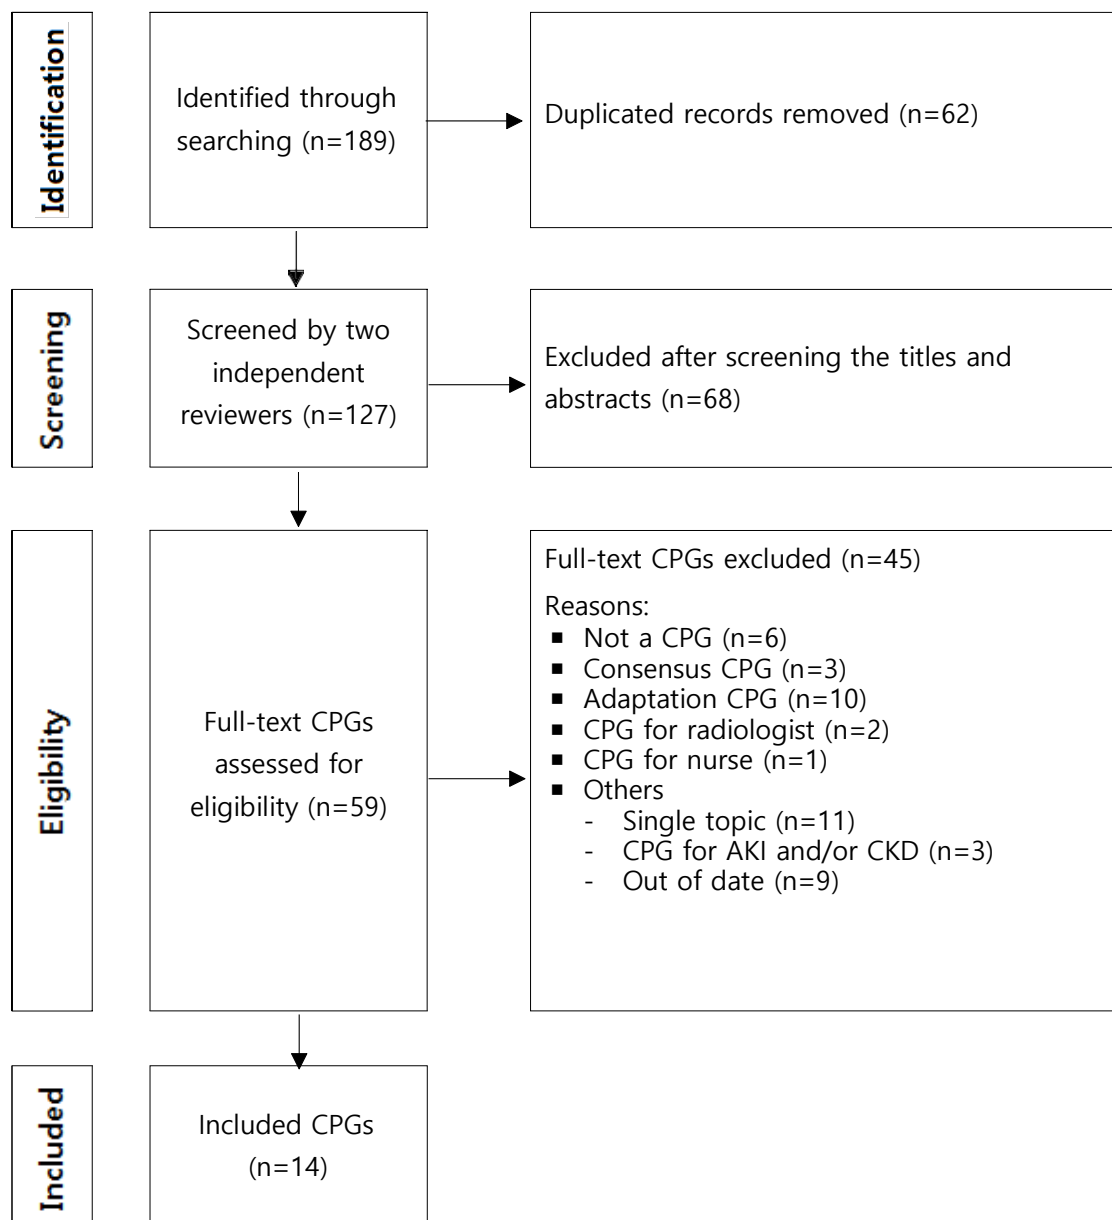 Identification
Identified through
searching (n=189)
Duplicated records removed (n=62)
Screening
Screened by two
independent
reviewers (n=127)
Excluded after screening the titles and
abstracts (n=68)
Eligibility
Full-text CPGs
assessed for
eligibility (n=59)
Full-text CPGs excluded (n=45)
Reasons:
▪ Not a CPG (n=6)
▪ Consensus CPG (n=3)
▪ Adaptation CPG (n=10)
▪ CPG for radiologist (n=2)
▪ CPG for nurse (n=1)
▪ Others
- Single topic (n=11)
- CPG for AKI and/or CKD (n=3)
- Out of date (n=9)
Included
Included CPGs
(n=14)